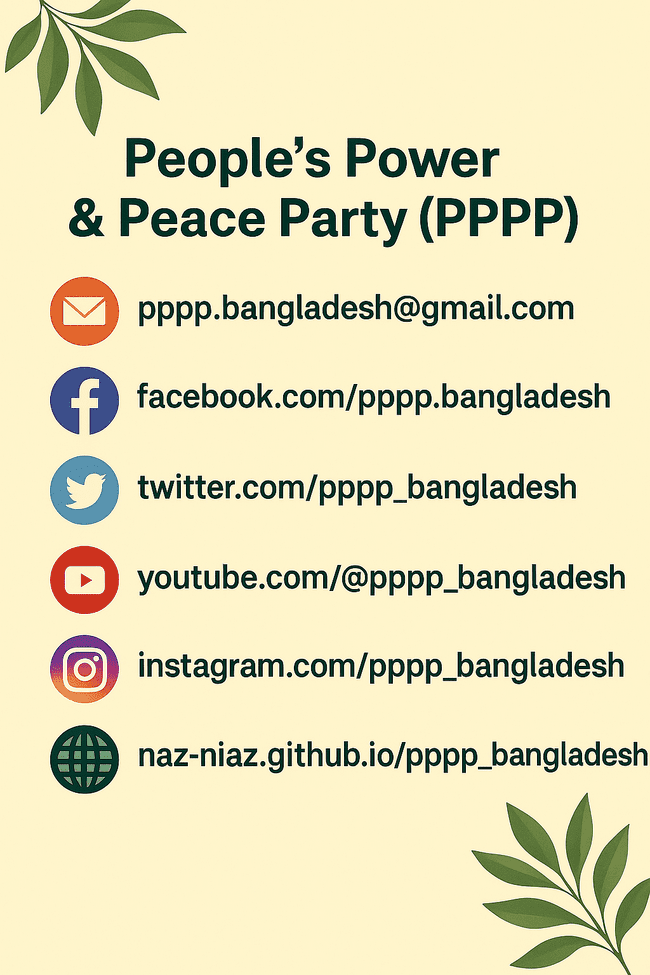 People’s Power
& Peace Party (PPPP)
pppp.bangladesh@gmail.com
facebook.com/pppp.bangladesh
twitter.com/pppp_bangladesh
youtube.com/@pppp_bangladesh
instagram.com/pppp_bangladesh
naz-niaz.github.io/pppp_bangladesh